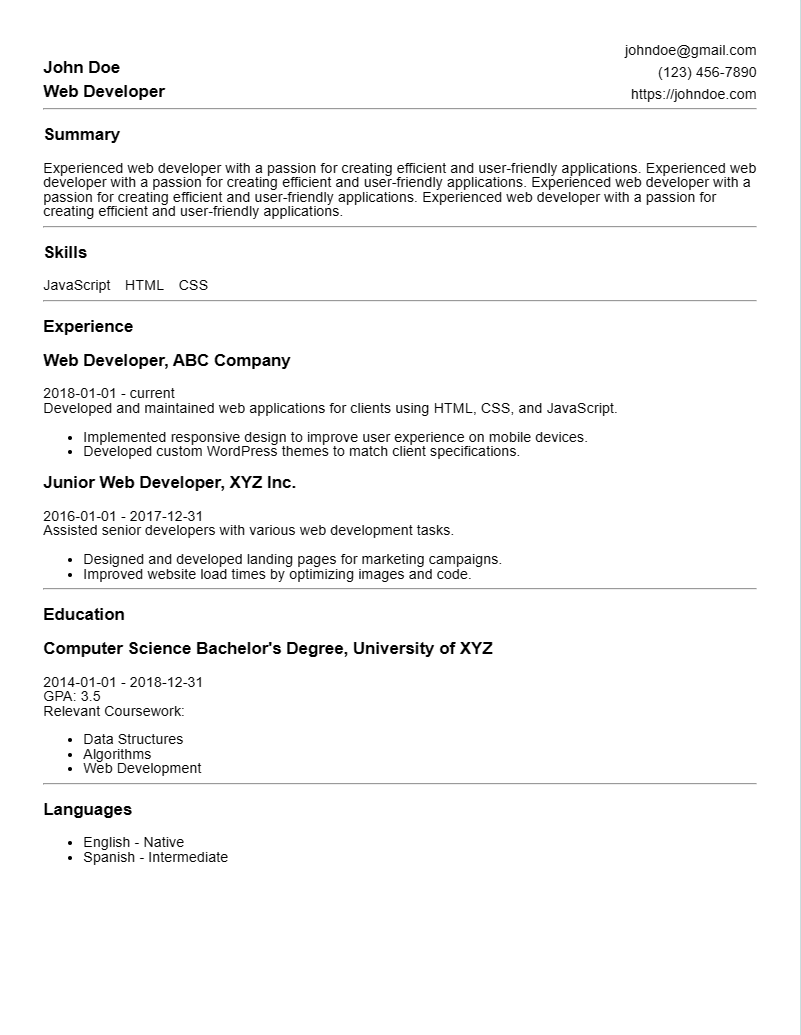 John Doe
Web Developer
johndoe@gmail.com
(123) 456-7890
https://johndoe.com
Summary
Experienced web developer with a passion for creating efficient and user-friendly applications. Experienced web
developer with a passion for creating efficient and user-friendly applications. Experienced web developer with a
passion for creating efficient and user-friendly applications. Experienced web developer with a passion for
creating efficient and user-friendly applications.
Skills
JavaScript HTML CSS
Experience
Web Developer, ABC Company
2018-01-01 - current
Developed and maintained web applications for clients using HTML, CSS, and JavaScript.
• Implemented responsive design to improve user experience on mobile devices.
• Developed custom WordPress themes to match client specifications.
Junior Web Developer, XYZ Inc.
2016-01-01 - 2017-12-31
Assisted senior developers with various web development tasks.
• Designed and developed landing pages for marketing campaigns.
• Improved website load times by optimizing images and code.
Education
Computer Science Bachelor's Degree, University of XYZ
2014-01-01 - 2018-12-31
GPA: 3.5
Relevant Coursework:
• Data Structures
• Algorithms
• Web Development
Languages
• English - Native
• Spanish - Intermediate